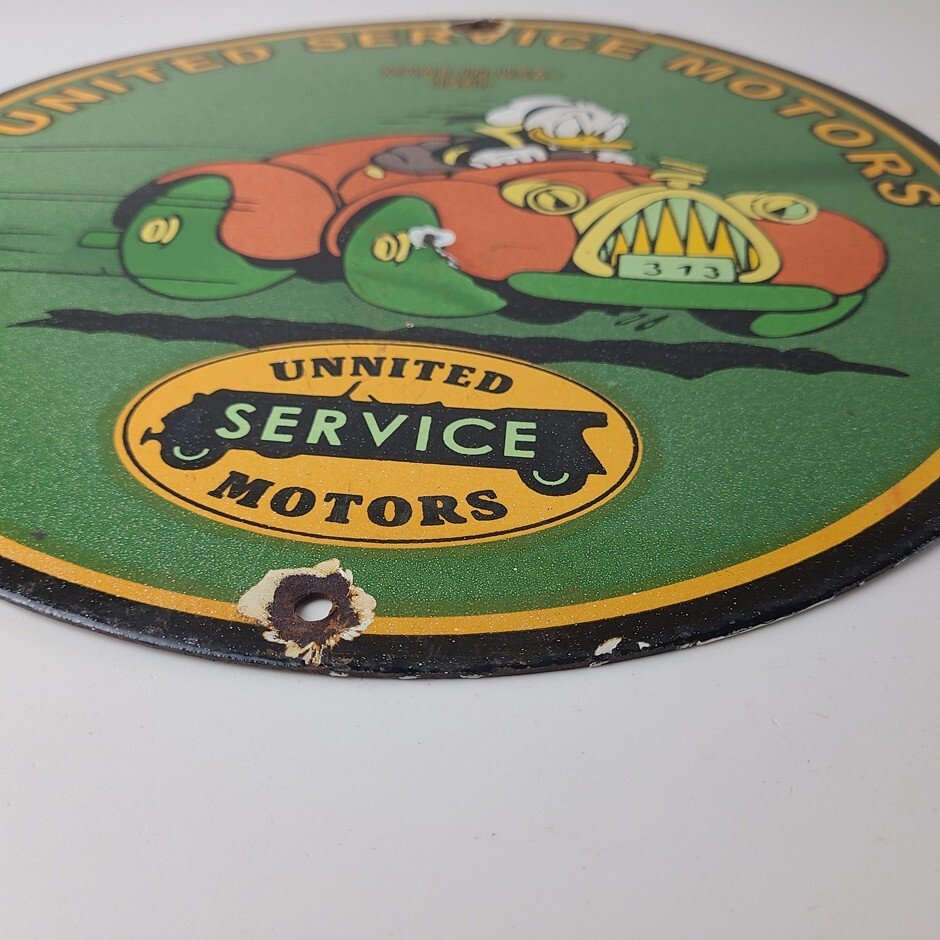 UNITED SERVICE MOTORS
313
UNNITED
SERVICE
MOTORS